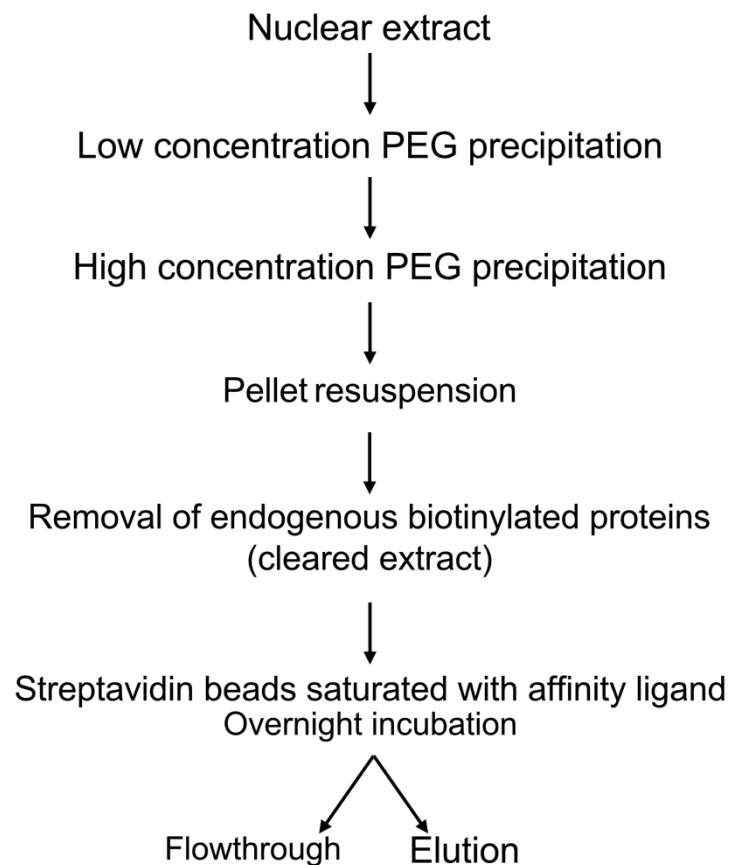 Nuclear extract
Low concentration PEG precipitation
High concentration PEG precipitation
Pellet resuspension
Removal of endogenous biotinylated proteins
(cleared extract)
Streptavidin beads saturated with affinity ligand
Overnight incubation
Flowthrough Elution